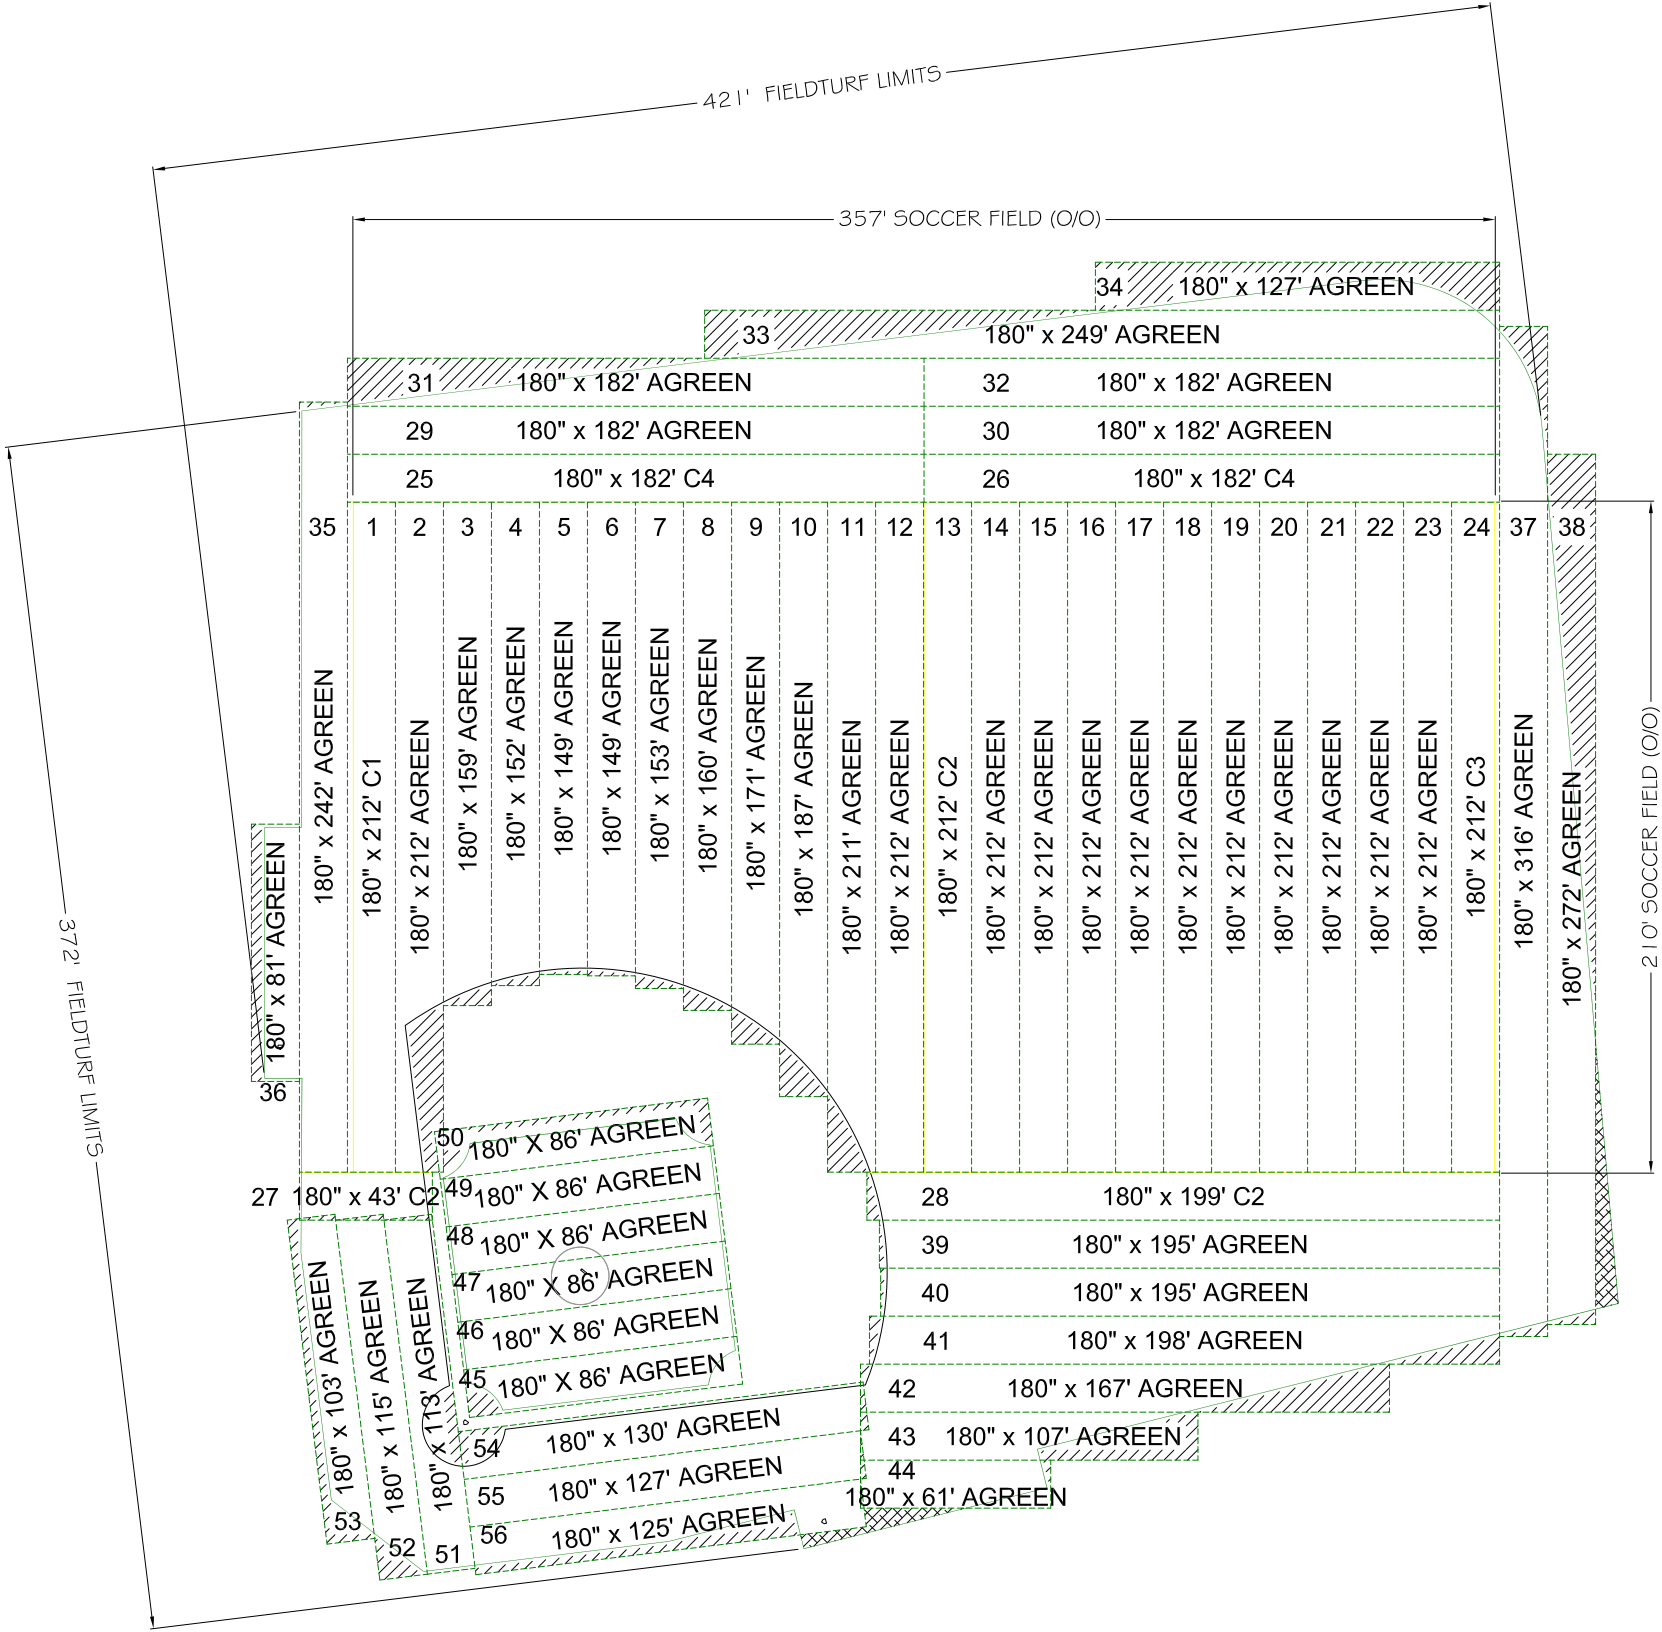 421' FIELDTURF LIMITS
357' SOCCER FIELD (O/O)
34 180" x 127' AGREEN
33 180" x 249' AGREEN
31 180" x 182' AGREEN 32 180" x 182' AGREEN
29 180" x 182' AGREEN 30 180" x 182' AGREEN
25 180" x 182' C4 26 180" x 182' C4
35 1 2 3 4 5 6 7 8 9 10 11 12 13 14 15 16 17 18 19 20 21 22 23 24 37 38
372' FIELDTURF LIMITS
180" x 81' AGREEN
180" x 242' AGREEN
180" x 212' C1
180" x 212' AGREEN
180" x 159' AGREEN
180" x 152' AGREEN
180" x 149' AGREEN
180" x 149' AGREEN
180" x 153' AGREEN
180" x 160' AGREEN
180" x 171' AGREEN
180" x 187' AGREEN
180" x 211' AGREEN
180" x 212' AGREEN
180" x 212' C2
180" x 212' AGREEN
180" x 212' AGREEN
180" x 212' AGREEN
180" x 212' AGREEN
180" x 212' AGREEN
180" x 212' AGREEN
180" x 212' AGREEN
180" x 212' AGREEN
180" x 212' AGREEN
180" x 212' AGREEN
180" x 212' C3
180" x 316' AGREEN
180" x 272' AGREEN
210' SOCCER FIELD (O/O)
36
50 180" X 86' AGREEN
49 180" X 86' AGREEN
27 180" x 43' C2
28 180" x 199' C2
48 180" X 86' AGREEN
39 180" x 195' AGREEN
47 180" X 86' AGREEN
40 180" x 195' AGREEN
46 180" X 86' AGREEN
41 180" x 198' AGREEN
45 180" X 86' AGREEN
42 180" x 167' AGREEN
180" x 103' AGREEN
180" x 115' AGREEN
180" x 113' AGREEN
54 180" x 130' AGREEN
43 180" x 107' AGREEN
44
180" x 61' AGREEN
55 180" x 127' AGREEN
56 180" x 125' AGREEN
53
52
51